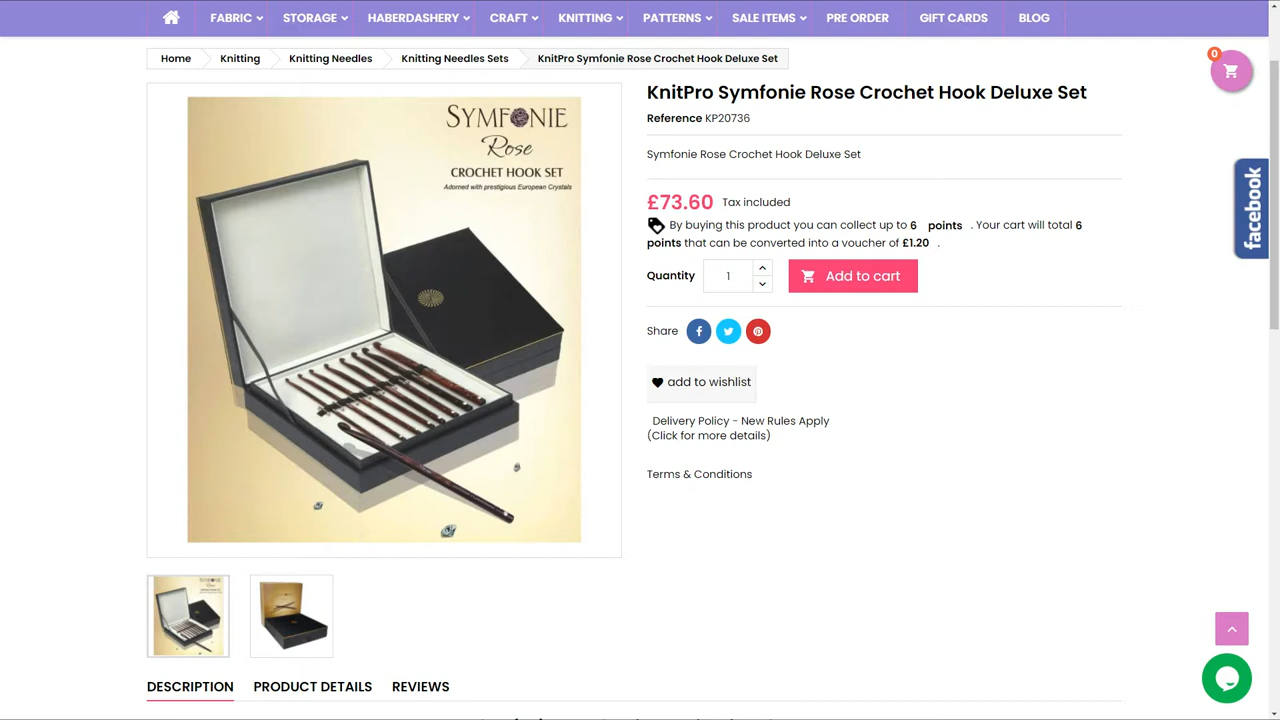 FABRIC STORAGE HABERDASHERY CRAFT KNITTING PATTERNS SALE ITEMS PRE ORDER GIFT CARDS BLOG
Home Knitting Knitting Needles Knitting Needles Sets KnitPro Symfonie Rose Crochet Hook Deluxe Set
0
SYMFONIE
Rose
CROCHET HOOK SET
Adorned with prestigious European Crystals
KnitPro Symfonie Rose Crochet Hook Deluxe Set
Reference KP20736
Symfonie Rose Crochet Hook Deluxe Set
£73.60 Tax included
By buying this product you can collect up to 6 points . Your cart will total 6
points that can be converted into a voucher of £1.20 .
Quantity 1 Add to cart
Share
add to wishlist
Delivery Policy - New Rules Apply
(Click for more details)
Terms & Conditions
facebook
DESCRIPTION PRODUCT DETAILS REVIEWS